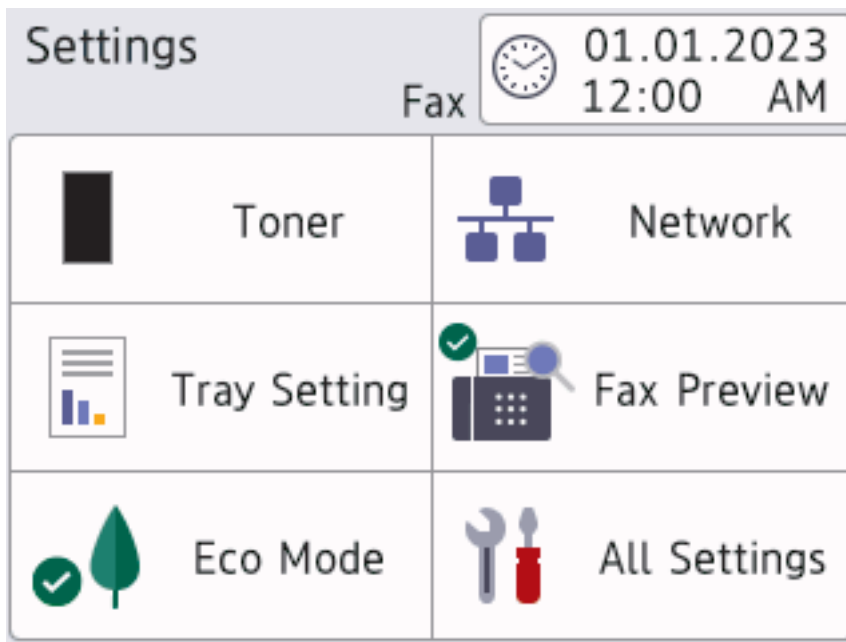 Settings
Fax
01.01.2023
12:00 AM
Toner
Network
Tray Setting
Fax Preview
Eco Mode
All Settings